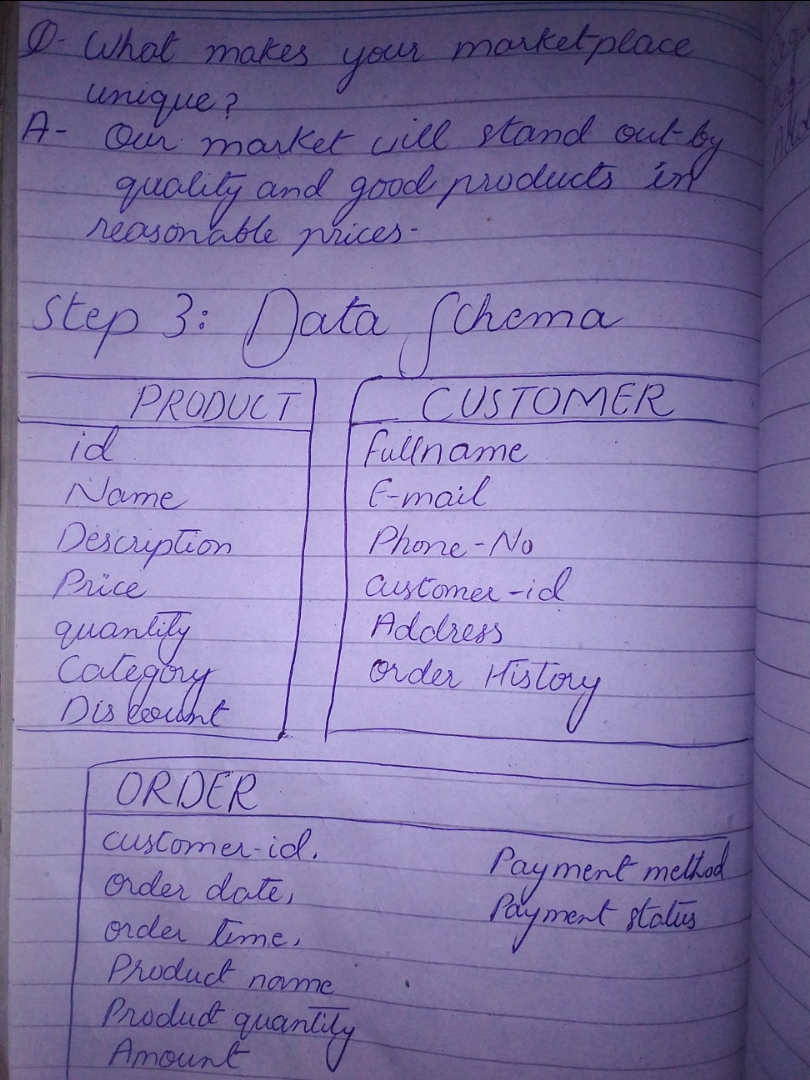 Q- What makes your marketplace
unique?
A- Our market will stand out by
quality and good products in
reasonable prices.
Step 3: Data Schema
PRODUCT
id
Name
Description
Price
quantity
Category
Discount
CUSTOMER
Fullname
E-mail
Phone-No
customer-id
Address
order History
ORDER
customer-id.
order date,
order time,
Product name
Product quantity
Amount
Payment method
Payment status